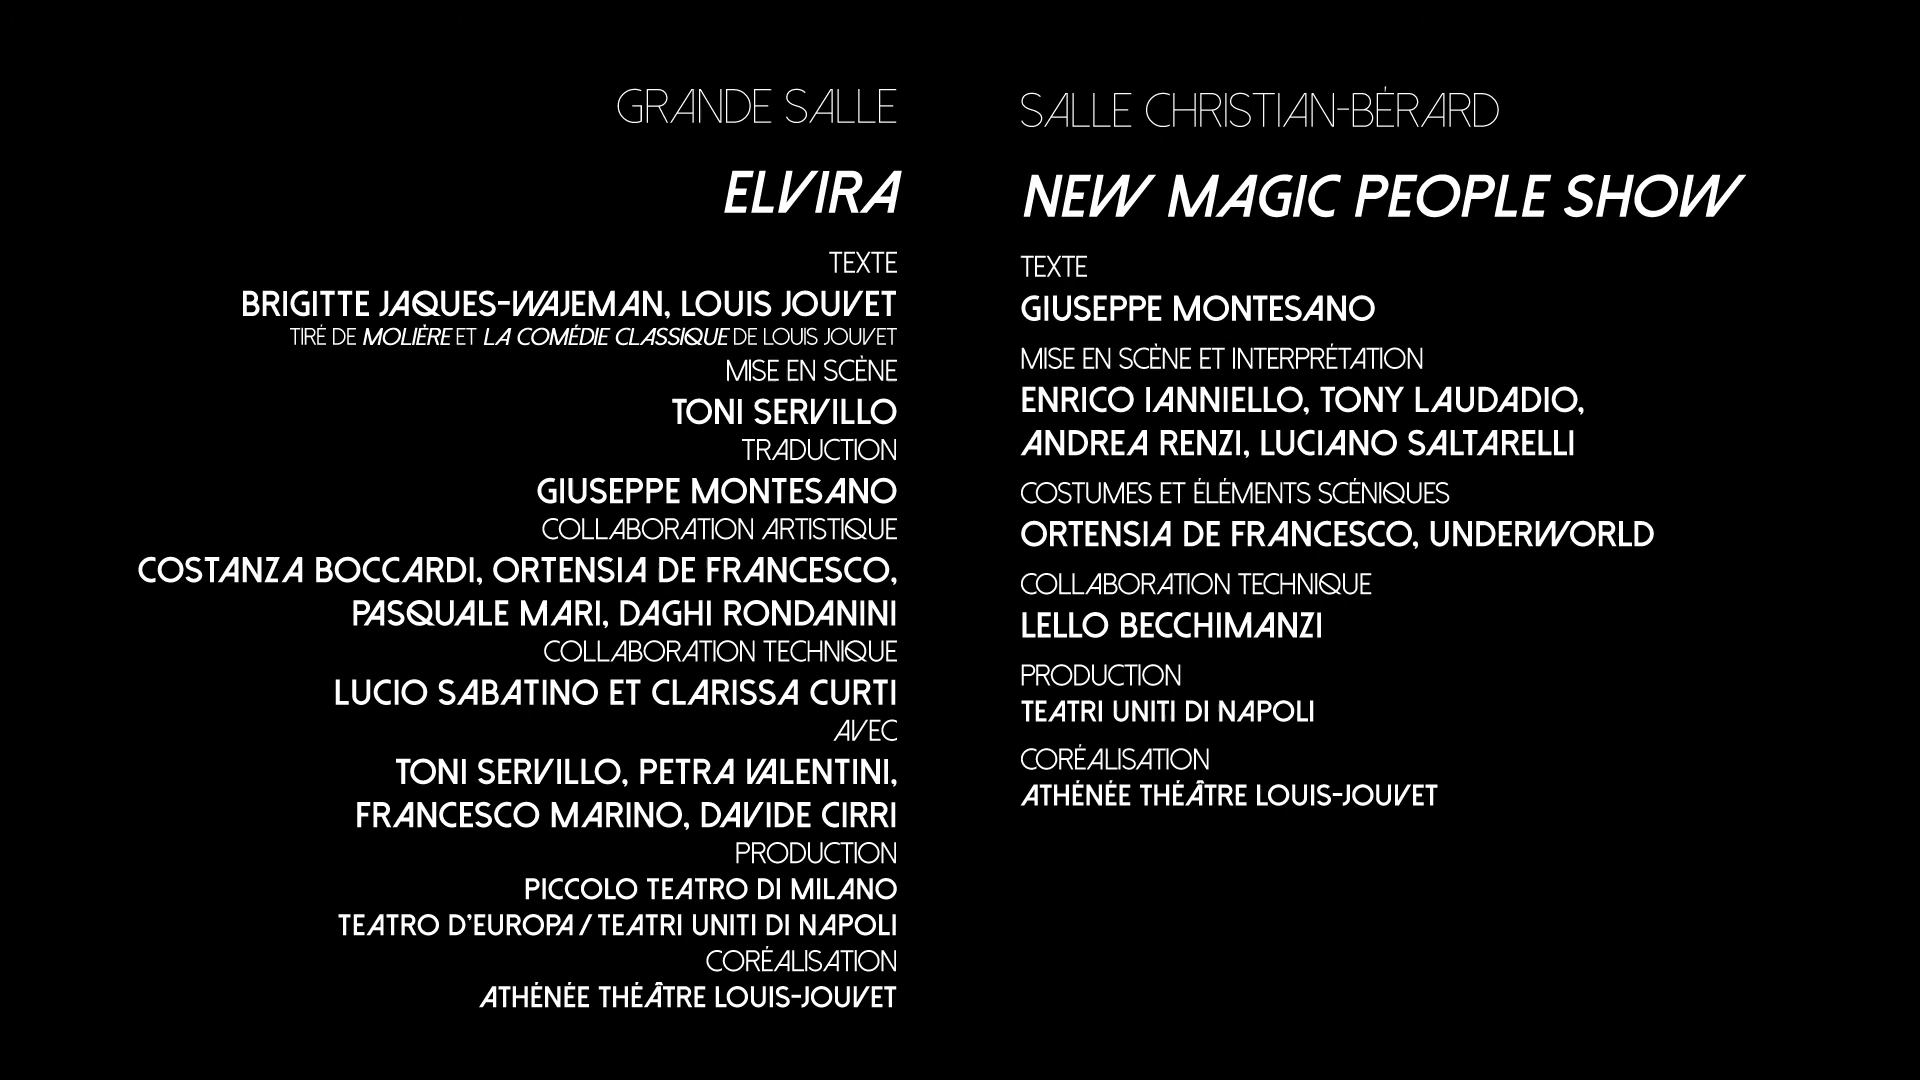 GRANDE SALLE
ELVIRA
TEXTE
BRIGITTE JAQUES-WAJEMAN, LOUIS JOUVET
TIRÉ DE MOLIÈRE ET LA COMÉDIE CLASSIQUE DE LOUIS JOUVET
MISE EN SCÈNE
TONI SERVILLO
TRADUCTION
GIUSEPPE MONTESANO
COLLABORATION ARTISTIQUE
COSTANZA BOCCARDI, ORTENSIA DE FRANCESCO,
PASQUALE MARI, DAGHI RONDANINI
COLLABORATION TECHNIQUE
LUCIO SABATINO ET CLARISSA CURTI
AVEC
TONI SERVILLO, PETRA VALENTINI,
FRANCESCO MARINO, DAVIDE CIRRI
PRODUCTION
PICCOLO TEATRO DI MILANO
TEATRO D'EUROPA / TEATRI UNITI DI NAPOLI
CORÉALISATION
ATHÉNÉE THÉÂTRE LOUIS-JOUVET
SALLE CHRISTIAN-BÉRARD
NEW MAGIC PEOPLE SHOW
TEXTE
GIUSEPPE MONTESANO
MISE EN SCÈNE ET INTERPRÉTATION
ENRICO IANNIELLO, TONY LAUDADIO,
ANDREA RENZI, LUCIANO SALTARELLI
COSTUMES ET ÉLÉMENTS SCÉNIQUES
ORTENSIA DE FRANCESCO, UNDERWORLD
COLLABORATION TECHNIQUE
LELLO BECCHIMANZI
PRODUCTION
TEATRI UNITI DI NAPOLI
CORÉALISATION
ATHÉNÉE THÉÂTRE LOUIS-JOUVET